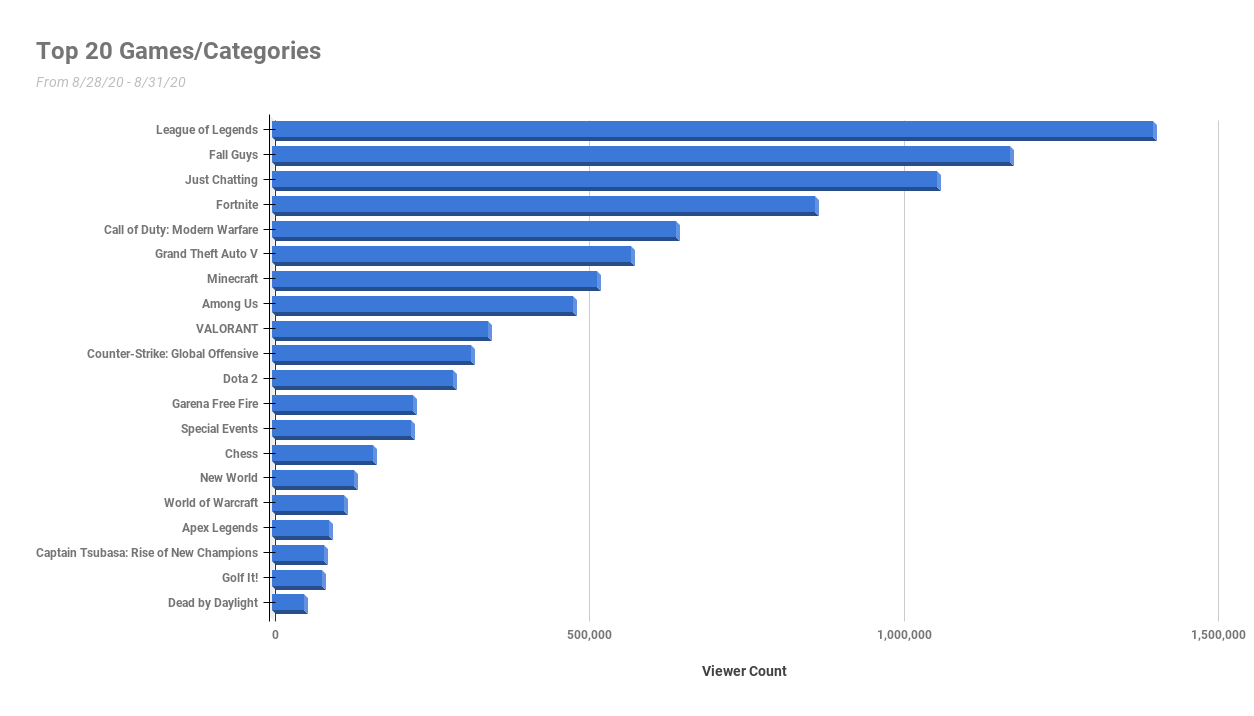 Top 20 Games/Categories
From 8/28/20 - 8/31/20
League of Legends
Fall Guys
Just Chatting
Fortnite
Call of Duty: Modern Warfare
Grand Theft Auto V
Minecraft
Among Us
VALORANT
Counter-Strike: Global Offensive
Dota 2
Garena Free Fire
Special Events
Chess
New World
World of Warcraft
Apex Legends
Captain Tsubasa: Rise of New Champions
Golf It!
Dead by Daylight
0 500,000 1,000,000 1,500,000
Viewer Count